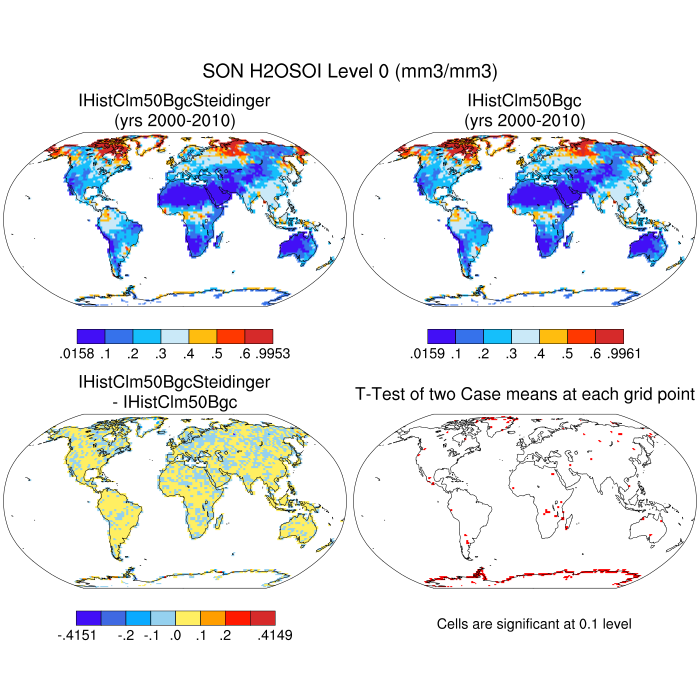 SON H2OSOI Level 0 (mm3/mm3)
IHistClm50BgcSteidinger
(yrs 2000-2010)
IHistClm50Bgc
(yrs 2000-2010)
.0158 .1 .2 .3 .4 .5 .6 .9953
.0159 .1 .2 .3 .4 .5 .6 .9961
IHistClm50BgcSteidinger
- IHistClm50Bgc
T-Test of two Case means at each grid point
-.4151 -.2 -.1 .0 .1 .2 .4149
Cells are significant at 0.1 level